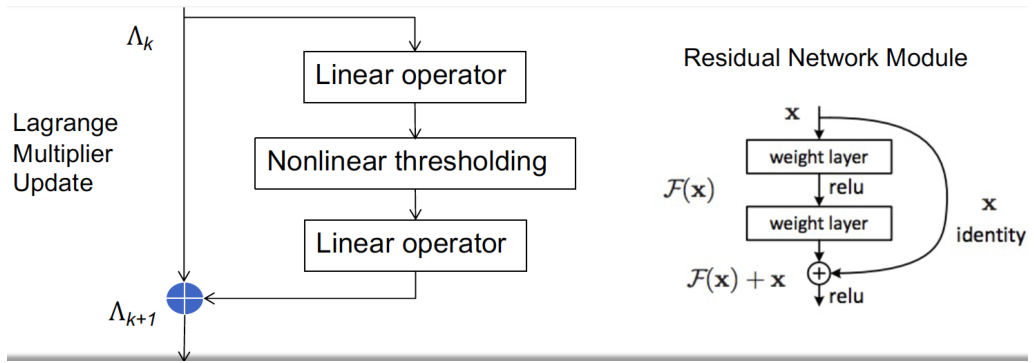 Λk
Lagrange
Multiplier
Update
Linear operator
Nonlinear thresholding
Linear operator
Λk+1
Residual Network Module
x
weight layer
relu
F(x)
weight layer
x
identity
F(x) + x
+
relu